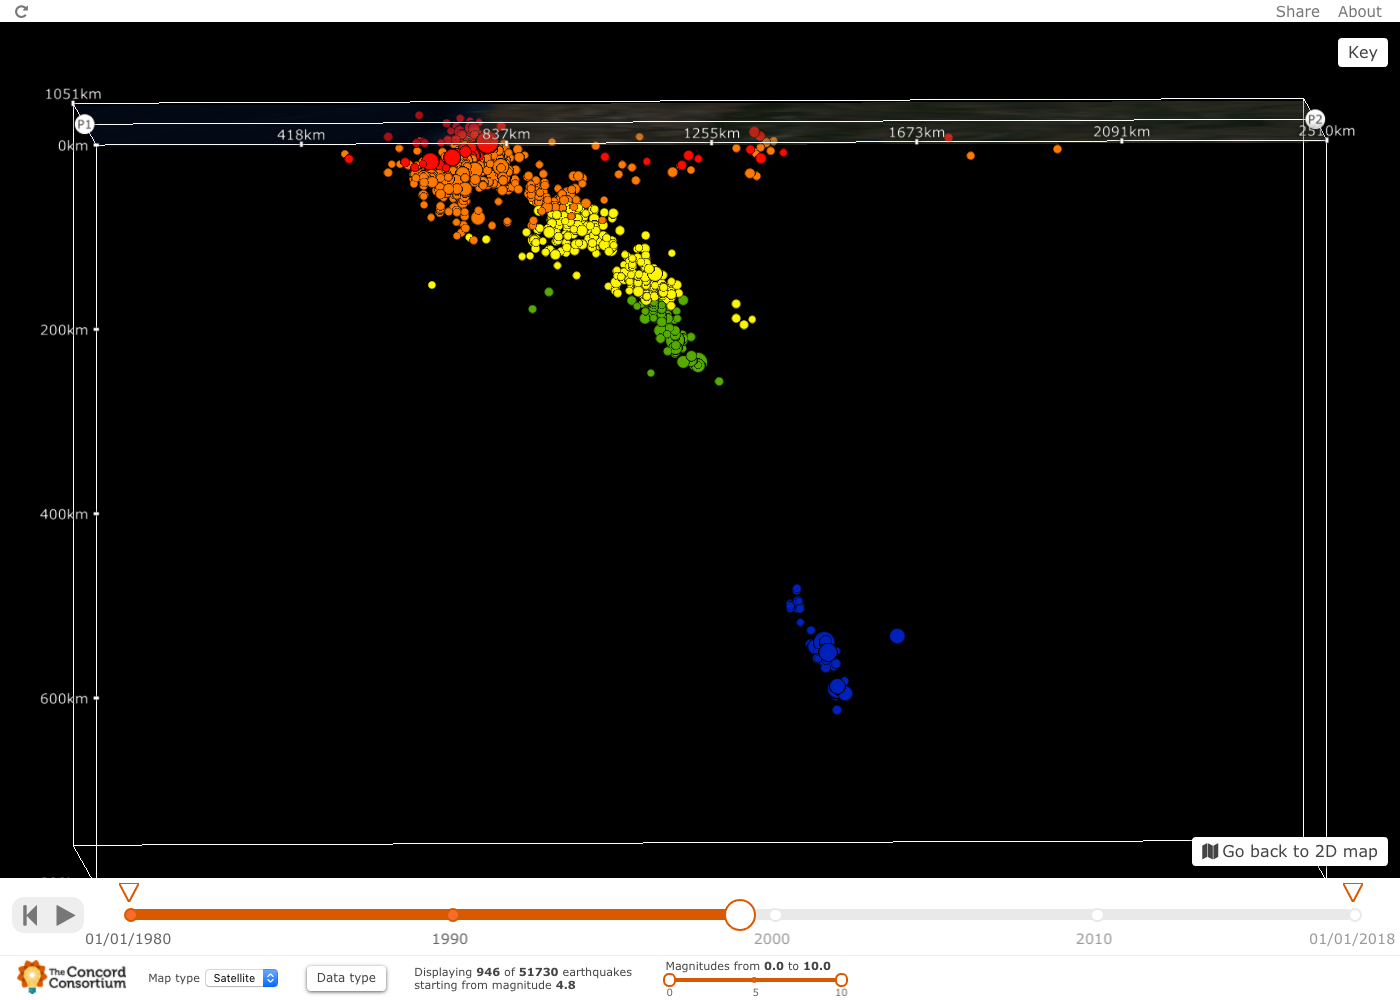 Share About
Key
1051km
P1
P2
418km 837km 1255km 1673km 2091km 2510km
0km
200km
400km
600km
Go back to 2D map
01/01/1980 1990 2000 2010 01/01/2018
The Concord
Consortium
Map type Satellite
Data type
Displaying 946 of 51730 earthquakes
starting from magnitude 4.8
Magnitudes from 0.0 to 10.0
0 5 10